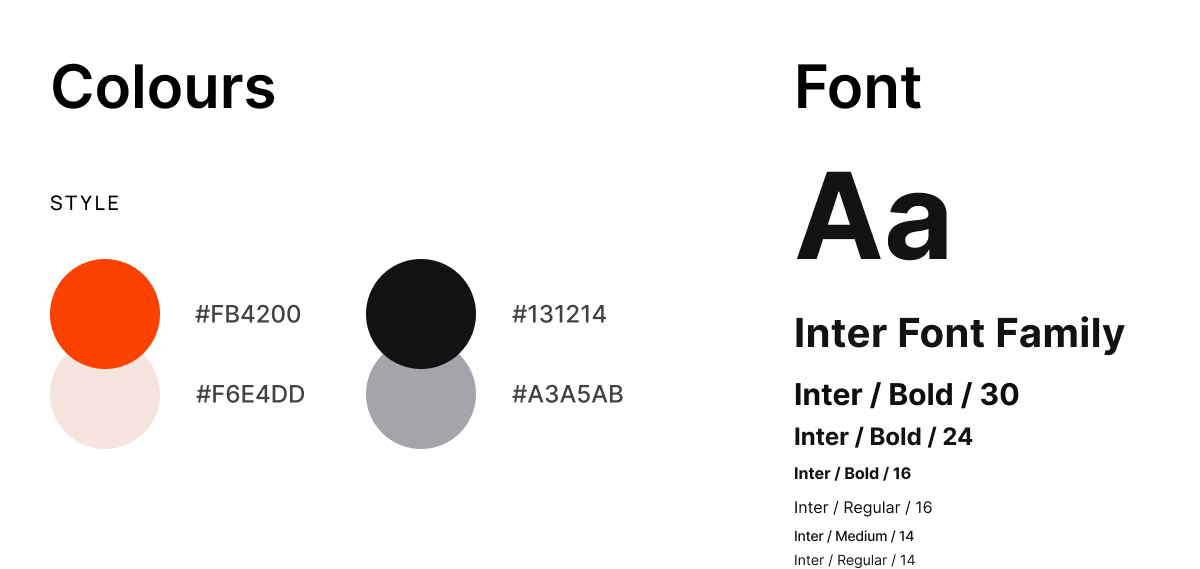 Colours
STYLE
#FB4200
#131214
#F6E4DD
#A3A5AB
Font
Aa
Inter Font Family
Inter / Bold / 30
Inter / Bold / 24
Inter / Bold / 16
Inter / Regular / 16
Inter / Medium / 14
Inter / Regular / 14